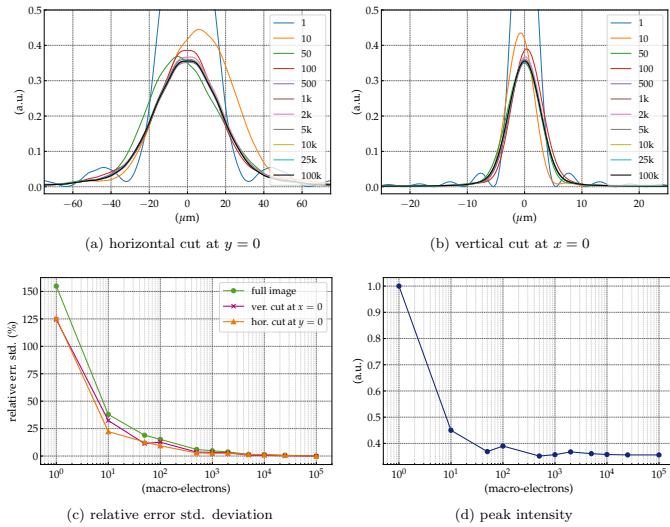 0.5
0.4
0.3
0.2
0.1
0.0
(a.u.)
−60 −40 −20 0 20 40 60
(µm)
1
10
50
100
500
1k
2k
5k
10k
25k
100k
(a) horizontal cut at y = 0
0.5
0.4
0.3
0.2
0.1
0.0
(a.u.)
−20 −10 0 10 20
(µm)
1
10
50
100
500
1k
2k
5k
10k
25k
100k
(b) vertical cut at x = 0
150
125
100
75
50
25
0
relative err. std. (%)
full image
ver. cut at x = 0
hor. cut at y = 0
10⁰ 10¹ 10² 10³ 10⁴ 10⁵
(macro-electrons)
(c) relative error std. deviation
1.0
0.9
0.8
0.7
0.6
0.5
0.4
(a.u.)
10⁰ 10¹ 10² 10³ 10⁴ 10⁵
(macro-electrons)
(d) peak intensity